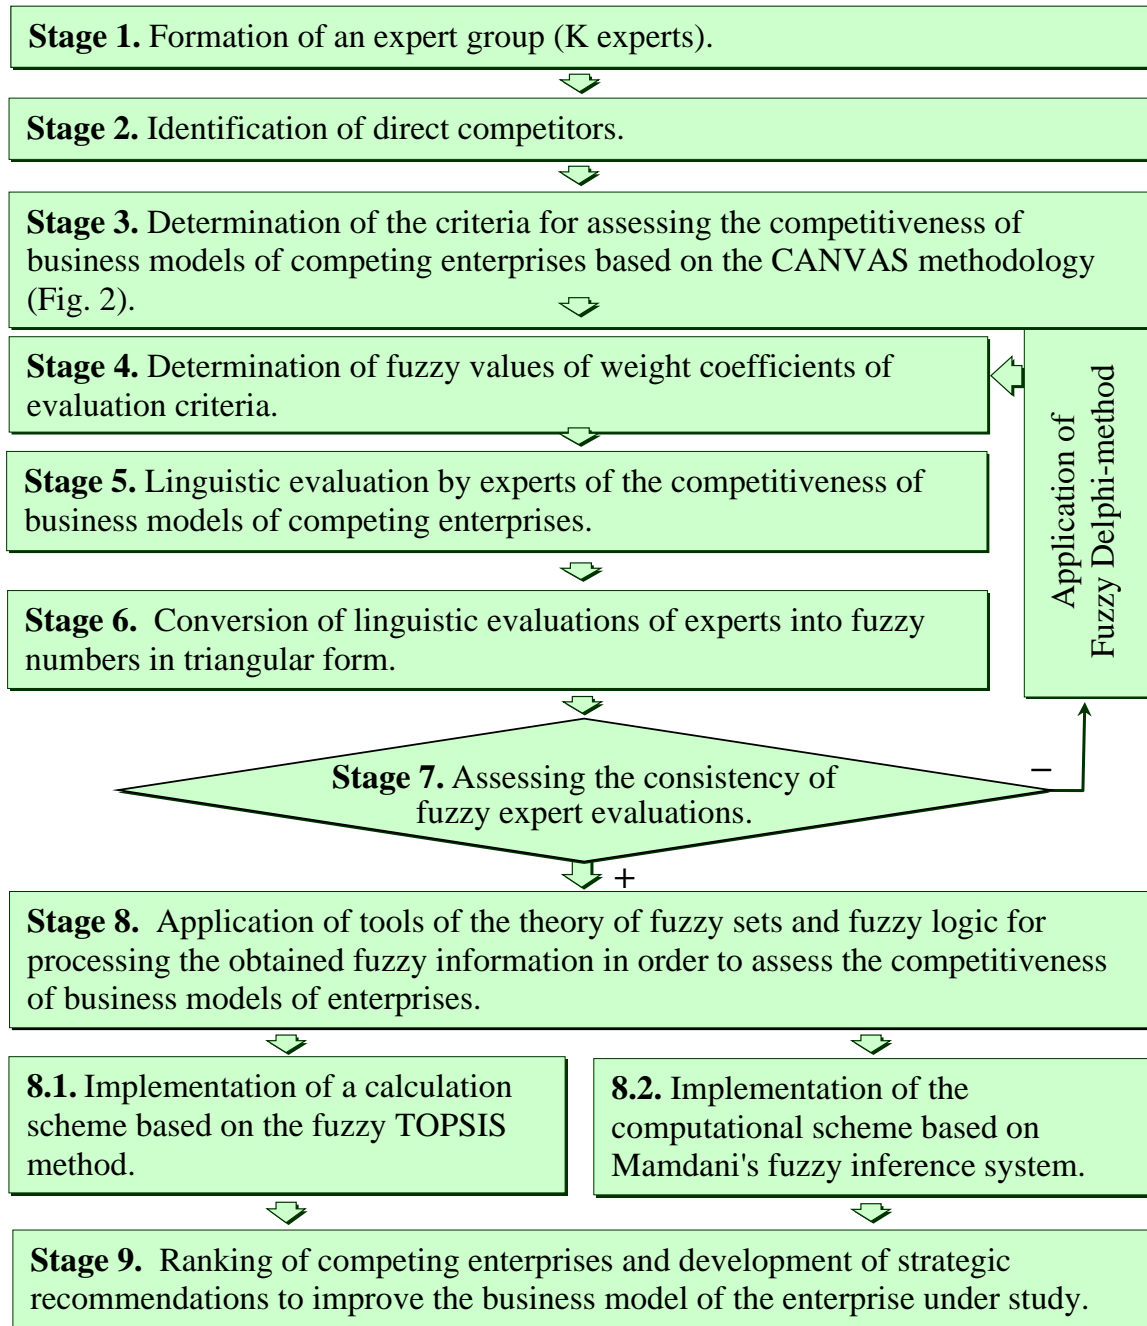 Stage 1. Formation of an expert group (K experts).
Stage 2. Identification of direct competitors.
Stage 3. Determination of the criteria for assessing the competitiveness of
business models of competing enterprises based on the CANVAS methodology
(Fig. 2).
Stage 4. Determination of fuzzy values of weight coefficients of
evaluation criteria.
Application of
Fuzzy Delphi-method
Stage 5. Linguistic evaluation by experts of the competitiveness of
business models of competing enterprises.
Stage 6. Conversion of linguistic evaluations of experts into fuzzy
numbers in triangular form.
Stage 7. Assessing the consistency of
fuzzy expert evaluations.
−
+
Stage 8. Application of tools of the theory of fuzzy sets and fuzzy logic for
processing the obtained fuzzy information in order to assess the competitiveness
of business models of enterprises.
8.1. Implementation of a calculation
scheme based on the fuzzy TOPSIS
method.
8.2. Implementation of the
computational scheme based on
Mamdani's fuzzy inference system.
Stage 9. Ranking of competing enterprises and development of strategic
recommendations to improve the business model of the enterprise under study.